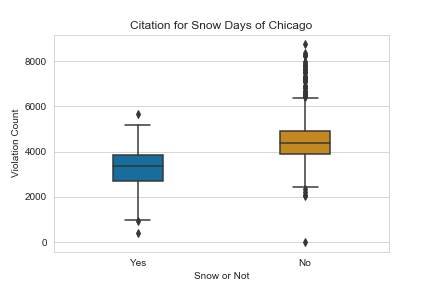 Citation for Snow Days of Chicago
8000
6000
4000
2000
0
Violation Count
Yes
No
Snow or Not